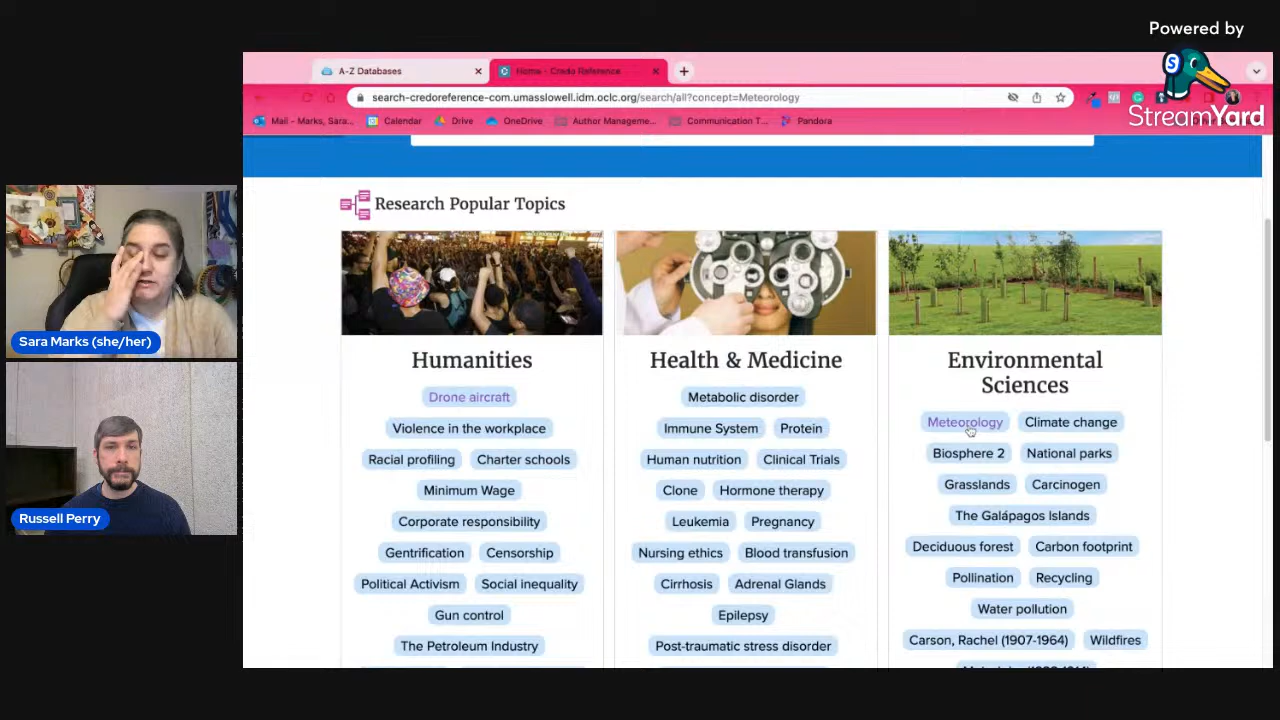 Powered by
StreamYard
A-Z Databases
Home - Credo Reference
search-credoreference-com.umasslowell.idm.oclc.org/search/all?concept=Meteorology
Mail - Marks, Sara...
Calendar
Drive
OneDrive
Author Manageme...
Communication T...
Pandora
Research Popular Topics
Humanities
Drone aircraft
Violence in the workplace
Racial profiling Charter schools
Minimum Wage
Corporate responsibility
Gentrification Censorship
Political Activism Social inequality
Gun control
The Petroleum Industry
Health & Medicine
Metabolic disorder
Immune System Protein
Human nutrition Clinical Trials
Clone Hormone therapy
Leukemia Pregnancy
Nursing ethics Blood transfusion
Cirrhosis Adrenal Glands
Epilepsy
Post-traumatic stress disorder
Environmental
Sciences
Meteorology Climate change
Biosphere 2 National parks
Grasslands Carcinogen
The Galápagos Islands
Deciduous forest Carbon footprint
Pollination Recycling
Water pollution
Carson, Rachel (1907-1964) Wildfires
Sara Marks (she/her)
Russell Perry